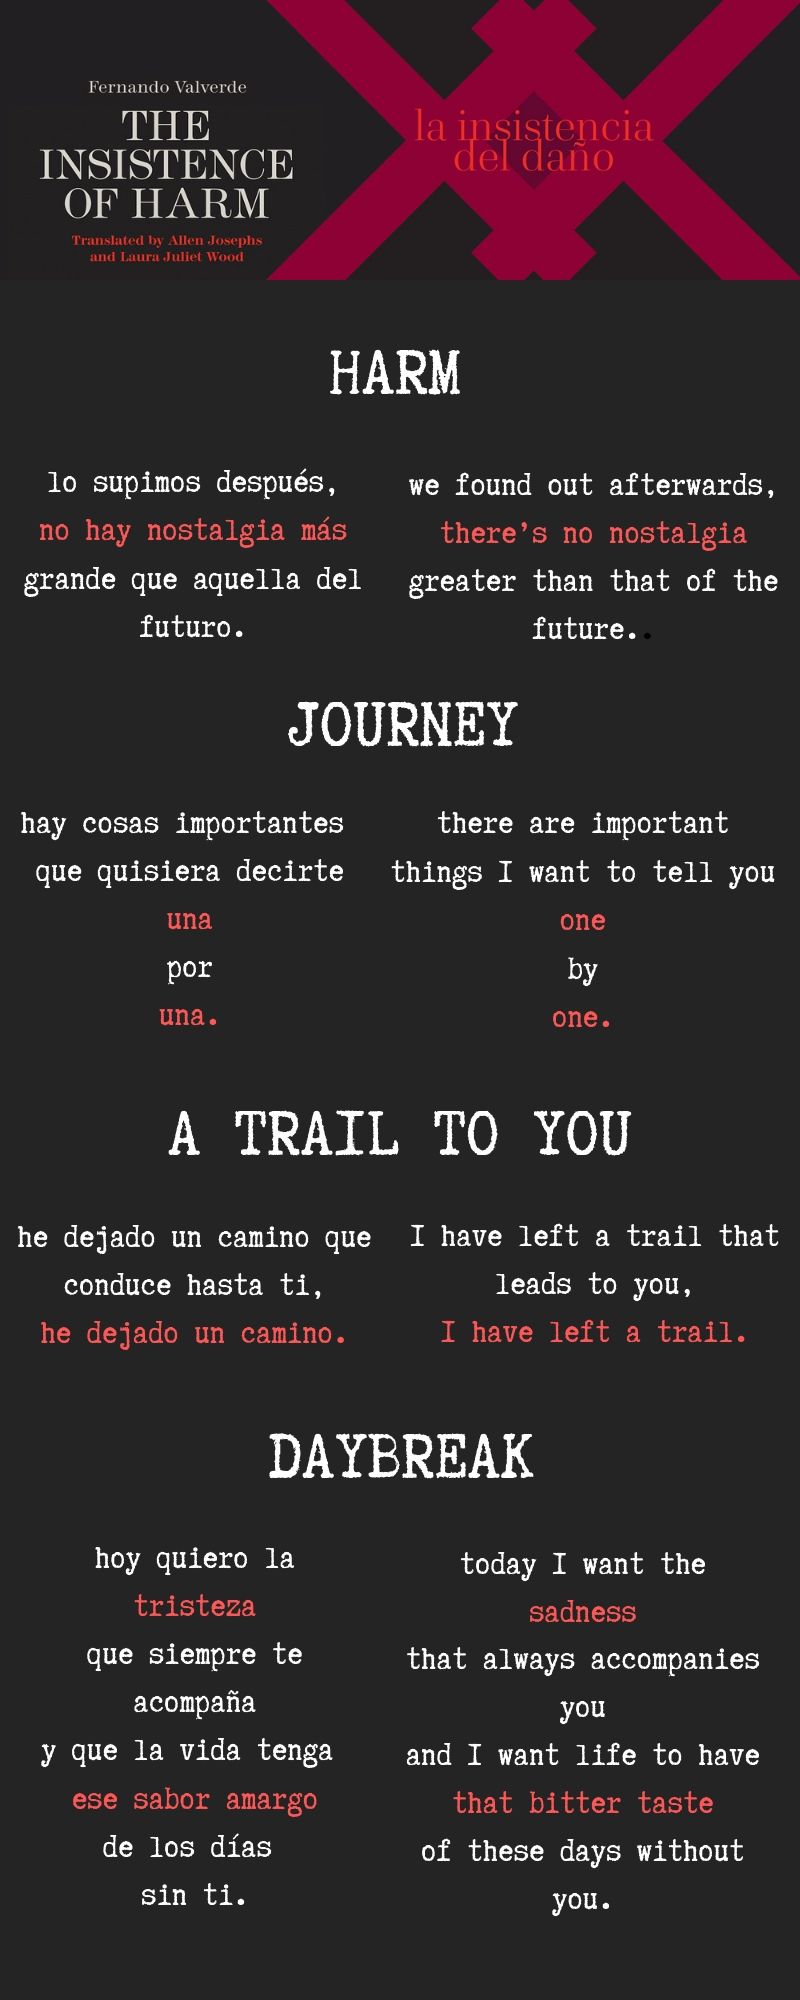 Fernando Valverde
THE
INSISTENCE
OF HARM
Translated by Allen Josephs
and Laura Juliet Wood
la insistencia
del daño
HARM
lo supimos después,
no hay nostalgia más
grande que aquella del
futuro.
we found out afterwards,
there's no nostalgia
greater than that of the
future..
JOURNEY
hay cosas importantes
que quisiera decirte
una
por
una.
there are important
things I want to tell you
one
by
one.
A TRAIL TO YOU
he dejado un camino que
conduce hasta ti,
he dejado un camino.
I have left a trail that
leads to you,
I have left a trail.
DAYBREAK
hoy quiero la
tristeza
que siempre te
acompaña
y que la vida tenga
ese sabor amargo
de los días
sin ti.
today I want the
sadness
that always accompanies
you
and I want life to have
that bitter taste
of these days without
you.